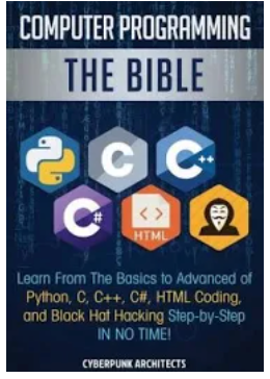 COMPUTER PROGRAMMING
THE BIBLE
C
C++
C#
HTML
Learn From The Basics to Advanced of
Python, C, C++, C#, HTML Coding,
and Black Hat Hacking Step-by-Step
IN NO TIME!
CYBERPUNK ARCHITECTS